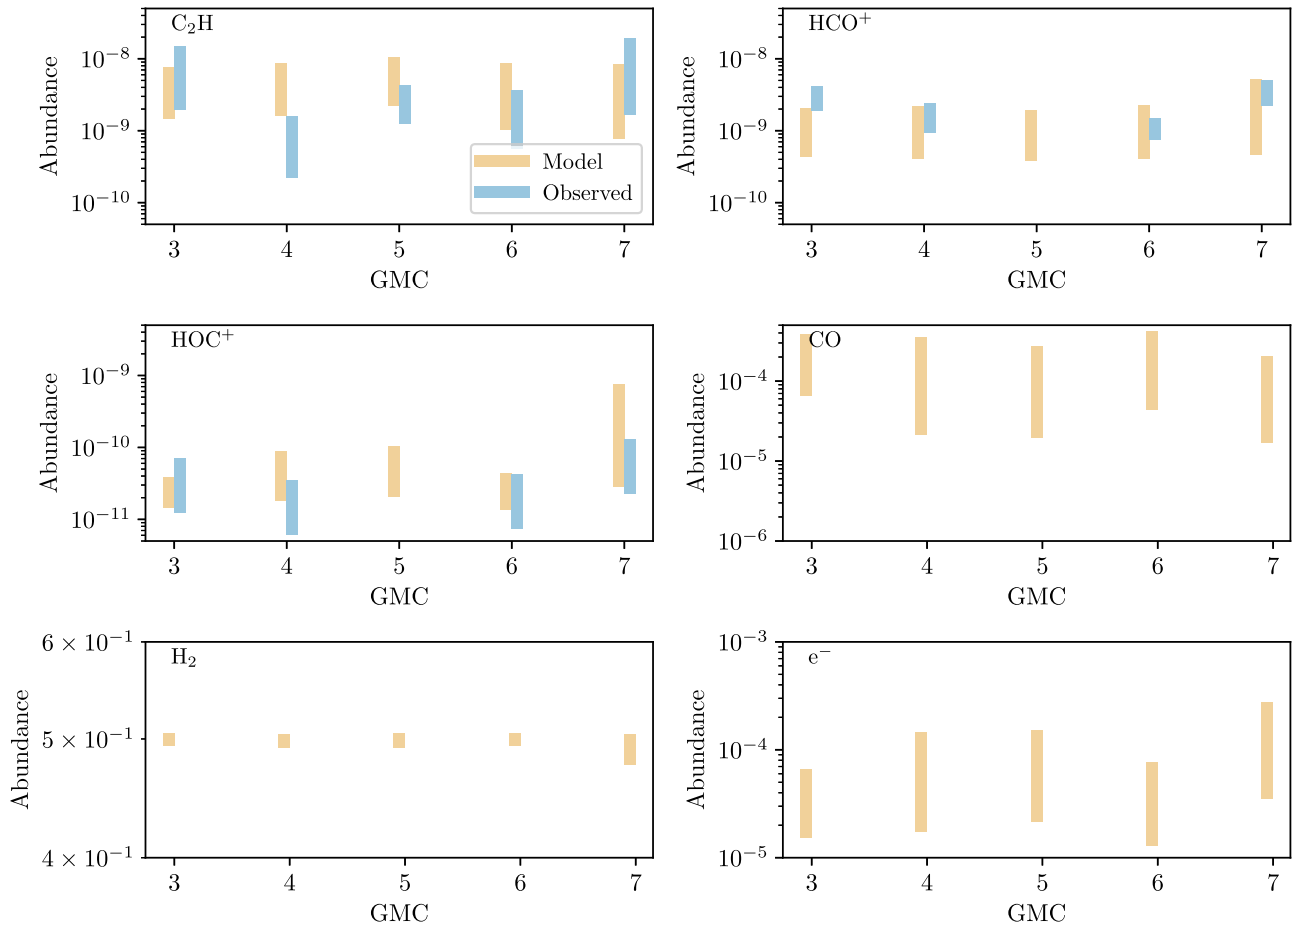 C₂H
Abundance
10⁻⁸
10⁻⁹
10⁻¹⁰
Model
Observed
3 4 5 6 7
GMC
HCO⁺
Abundance
10⁻⁸
10⁻⁹
10⁻¹⁰
3 4 5 6 7
GMC
HOC⁺
Abundance
10⁻⁹
10⁻¹⁰
10⁻¹¹
3 4 5 6 7
GMC
CO
Abundance
10⁻⁴
10⁻⁵
10⁻⁶
3 4 5 6 7
GMC
H₂
Abundance
6 × 10⁻¹
5 × 10⁻¹
4 × 10⁻¹
3 4 5 6 7
GMC
e⁻
Abundance
10⁻³
10⁻⁴
10⁻⁵
3 4 5 6 7
GMC